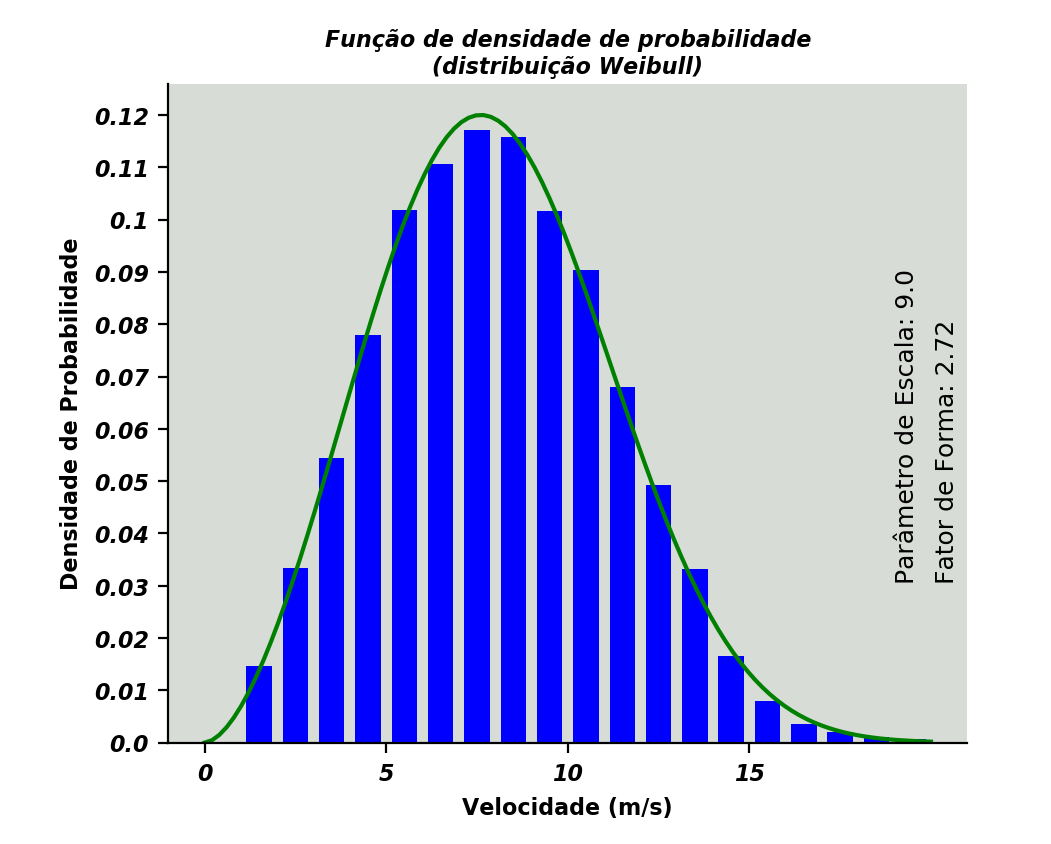 Função de densidade de probabilidade
(distribuição Weibull)
Densidade de Probabilidade
0.12
0.11
0.1
0.09
0.08
0.07
0.06
0.05
0.04
0.03
0.02
0.01
0.0
Parâmetro de Escala: 9.0
Fator de Forma: 2.72
0
5
10
15
Velocidade (m/s)